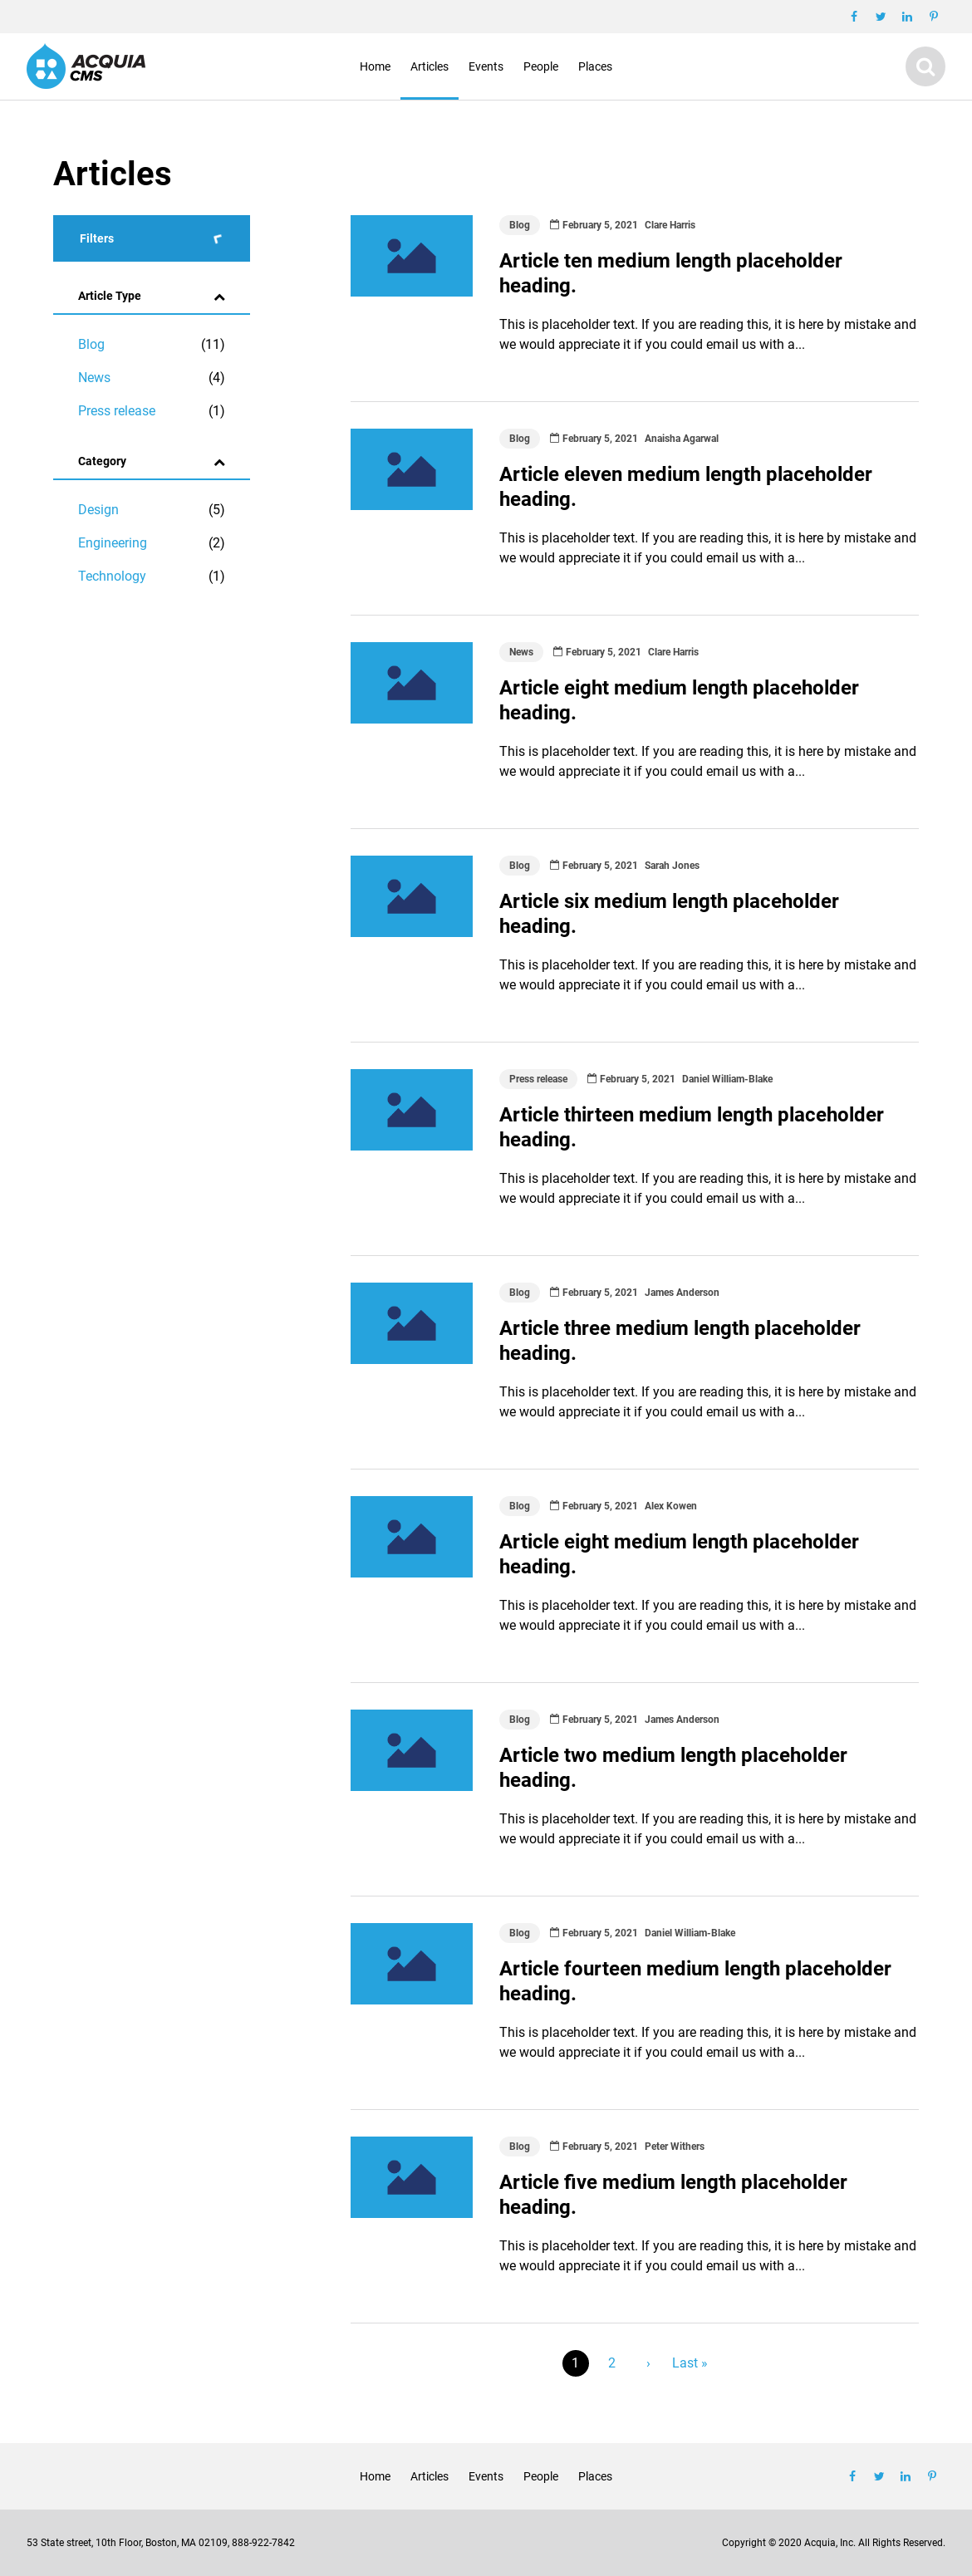 ACQUIA
CMS
Home Articles Events People Places
Articles
Filters
Article Type
Blog (11)
News (4)
Press release (1)
Category
Design (5)
Engineering (2)
Technology (1)
Blog February 5, 2021 Clare Harris
Article ten medium length placeholder
heading.
This is placeholder text. If you are reading this, it is here by mistake and
we would appreciate it if you could email us with a...
Blog February 5, 2021 Anaisha Agarwal
Article eleven medium length placeholder
heading.
This is placeholder text. If you are reading this, it is here by mistake and
we would appreciate it if you could email us with a...
News February 5, 2021 Clare Harris
Article eight medium length placeholder
heading.
This is placeholder text. If you are reading this, it is here by mistake and
we would appreciate it if you could email us with a...
Blog February 5, 2021 Sarah Jones
Article six medium length placeholder
heading.
This is placeholder text. If you are reading this, it is here by mistake and
we would appreciate it if you could email us with a...
Press release February 5, 2021 Daniel William-Blake
Article thirteen medium length placeholder
heading.
This is placeholder text. If you are reading this, it is here by mistake and
we would appreciate it if you could email us with a...
Blog February 5, 2021 James Anderson
Article three medium length placeholder
heading.
This is placeholder text. If you are reading this, it is here by mistake and
we would appreciate it if you could email us with a...
Blog February 5, 2021 Alex Kowen
Article eight medium length placeholder
heading.
This is placeholder text. If you are reading this, it is here by mistake and
we would appreciate it if you could email us with a...
Blog February 5, 2021 James Anderson
Article two medium length placeholder
heading.
This is placeholder text. If you are reading this, it is here by mistake and
we would appreciate it if you could email us with a...
Blog February 5, 2021 Daniel William-Blake
Article fourteen medium length placeholder
heading.
This is placeholder text. If you are reading this, it is here by mistake and
we would appreciate it if you could email us with a...
Blog February 5, 2021 Peter Withers
Article five medium length placeholder
heading.
This is placeholder text. If you are reading this, it is here by mistake and
we would appreciate it if you could email us with a...
1 2 › Last »
Home Articles Events People Places
53 State street, 10th Floor, Boston, MA 02109, 888-922-7842 Copyright © 2020 Acquia, Inc. All Rights Reserved.